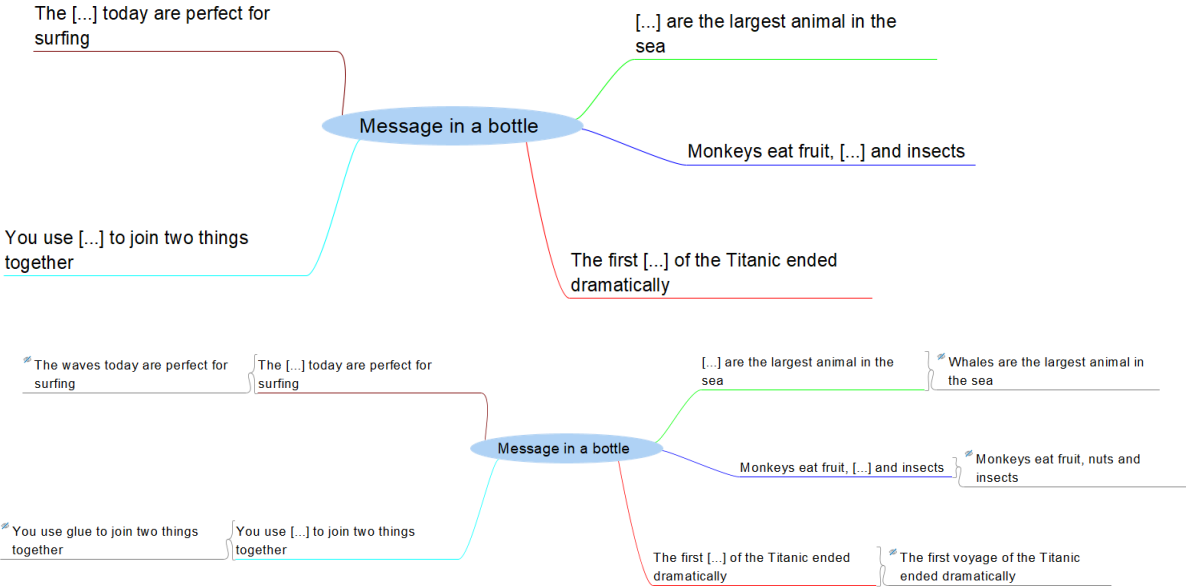 The [...] today are perfect for
surfing
[...] are the largest animal in the
sea
Message in a bottle
Monkeys eat fruit, [...] and insects
You use [...] to join two things
together
The first [...] of the Titanic ended
dramatically
The waves today are perfect for
surfing
The [...] today are perfect for
surfing
[...] are the largest animal in the
sea
Whales are the largest animal in
the sea
Message in a bottle
Monkeys eat fruit, [...] and insects
Monkeys eat fruit, nuts and
insects
You use glue to join two things
together
You use [...] to join two things
together
The first [...] of the Titanic ended
dramatically
The first voyage of the Titanic
ended dramatically